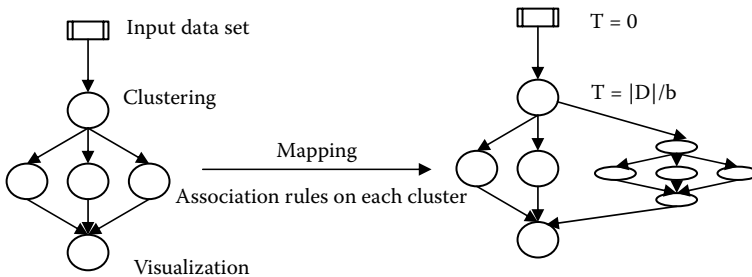 Input data set
Clustering
Mapping
Association rules on each cluster
Visualization
T = 0
T = |D|/b